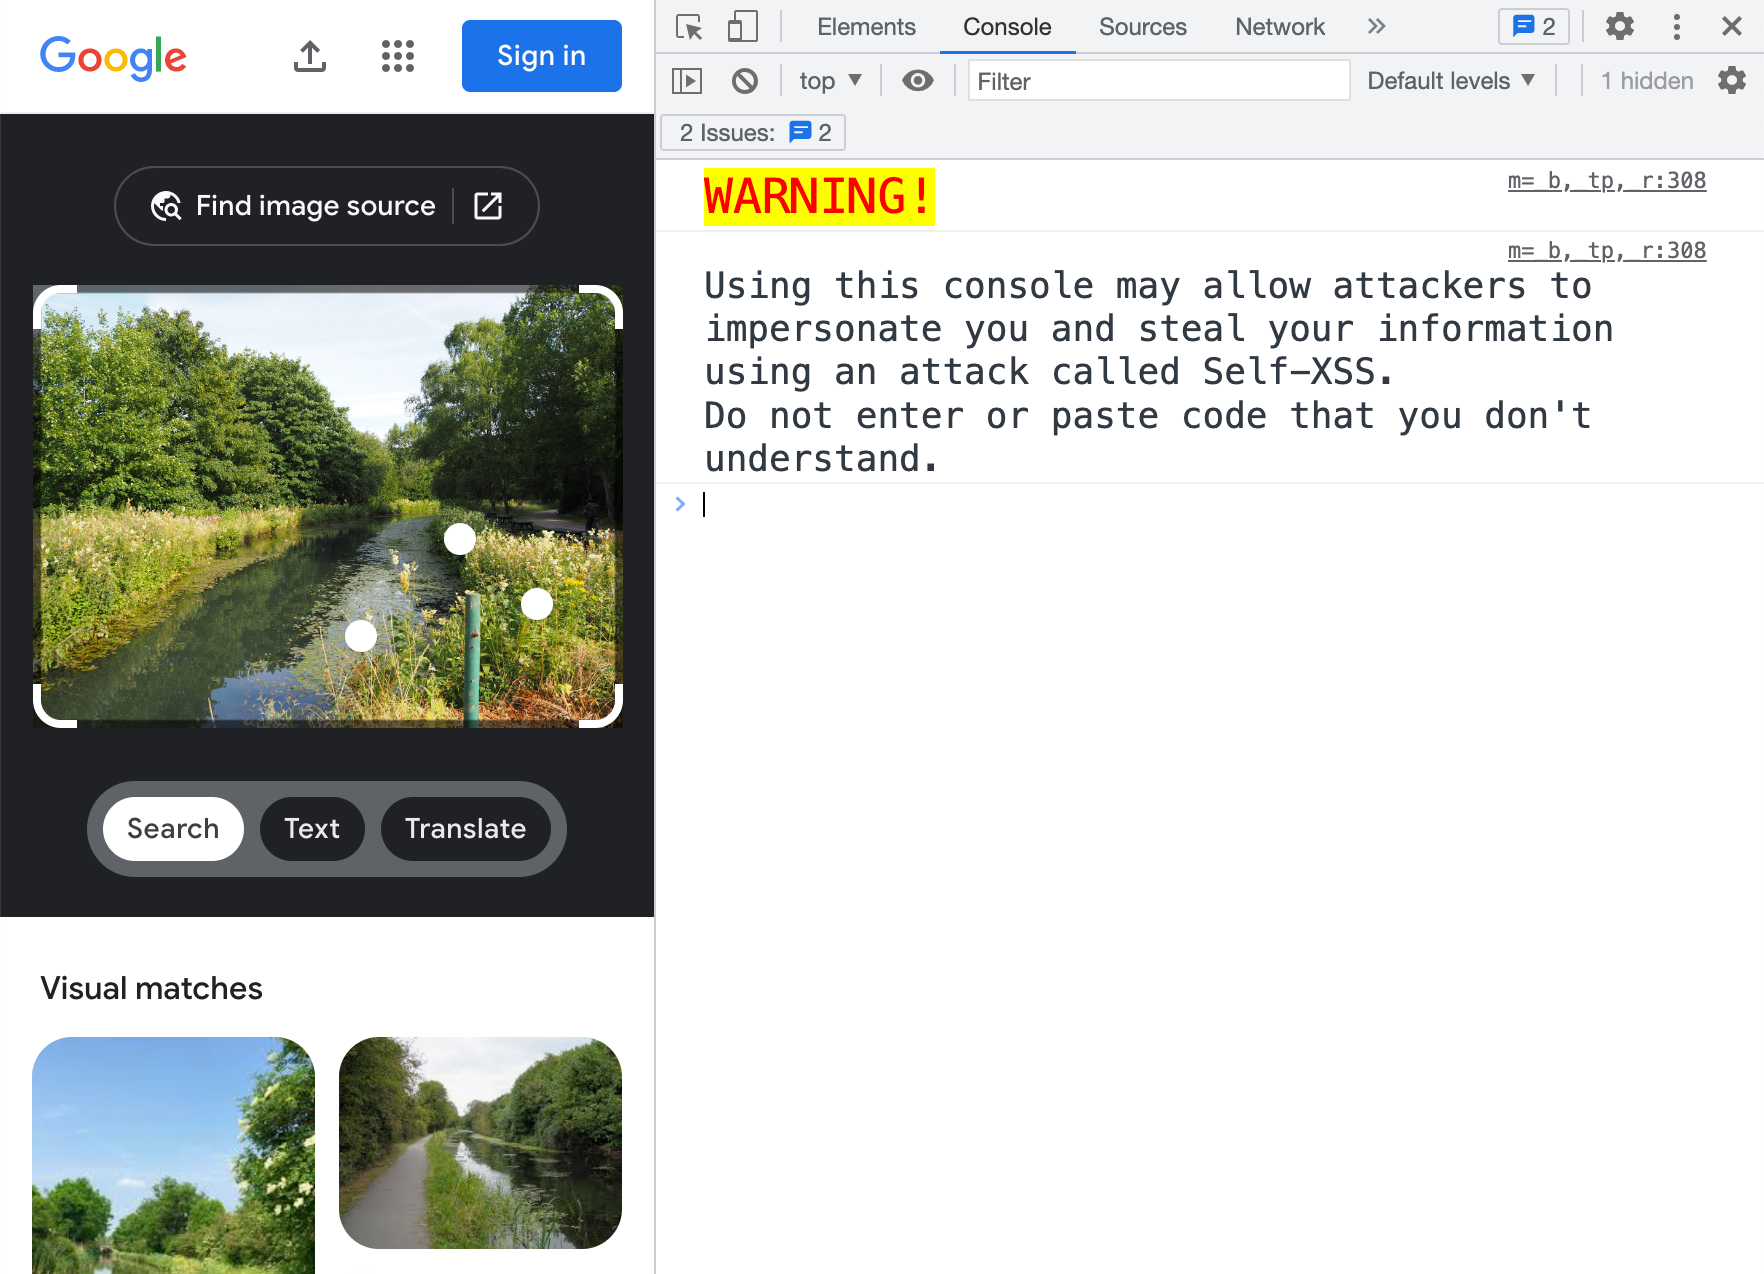 Google
Sign in
Find image source
Search
Text
Translate
Visual matches
Elements
Console
Sources
Network
2
top
Filter
Default levels
1 hidden
2 Issues:
2
WARNING!
m=_b,_tp,_r:308
m=_b,_tp,_r:308
Using this console may allow attackers to
impersonate you and steal your information
using an attack called Self-XSS.
Do not enter or paste code that you don't
understand.